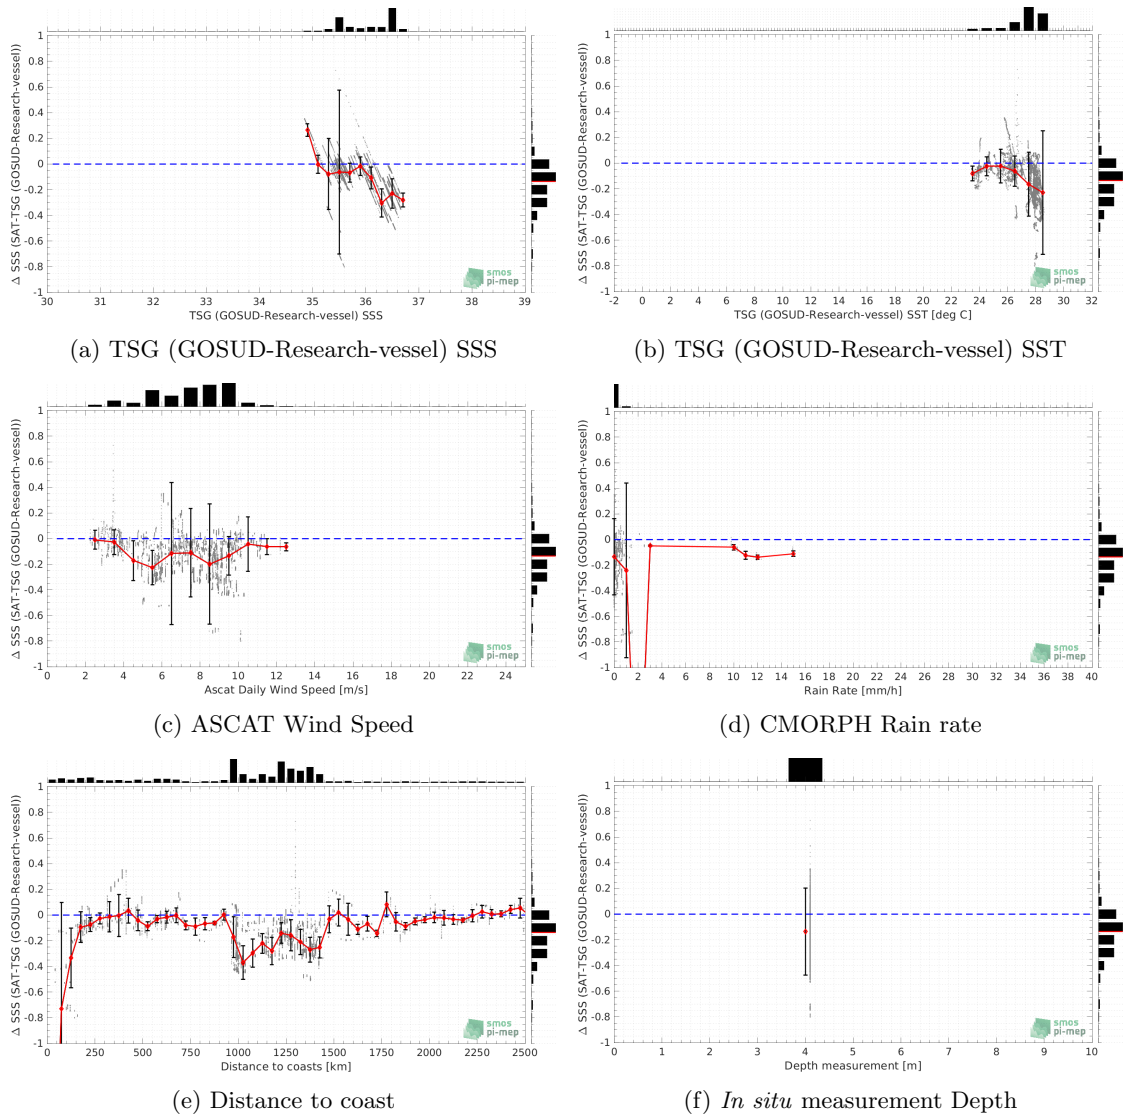 Δ SSS (SAT-TSG (GOSUD-Research-vessel))
1
0.8
0.6
0.4
0.2
0
-0.2
-0.4
-0.6
-0.8
-1
30 31 32 33 34 35 36 37 38 39
TSG (GOSUD-Research-vessel) SSS
smos
pi-mep
(a) TSG (GOSUD-Research-vessel) SSS
Δ SSS (SAT-TSG (GOSUD-Research-vessel))
1
0.8
0.6
0.4
0.2
0
-0.2
-0.4
-0.6
-0.8
-1
-2 0 2 4 6 8 10 12 14 16 18 20 22 24 26 28 30 32
TSG (GOSUD-Research-vessel) SST [deg C]
smos
pi-mep
(b) TSG (GOSUD-Research-vessel) SST
Δ SSS (SAT-TSG (GOSUD-Research-vessel))
1
0.8
0.6
0.4
0.2
0
-0.2
-0.4
-0.6
-0.8
-1
0 2 4 6 8 10 12 14 16 18 20 22 24
Ascat Daily Wind Speed [m/s]
smos
pi-mep
(c) ASCAT Wind Speed
Δ SSS (SAT-TSG (GOSUD-Research-vessel))
1
0.8
0.6
0.4
0.2
0
-0.2
-0.4
-0.6
-0.8
-1
0 2 4 6 8 10 12 14 16 18 20 22 24 26 28 30 32 34 36 38 40
Rain Rate [mm/h]
smos
pi-mep
(d) CMORPH Rain rate
Δ SSS (SAT-TSG (GOSUD-Research-vessel))
1
0.8
0.6
0.4
0.2
0
-0.2
-0.4
-0.6
-0.8
-1
0 250 500 750 1000 1250 1500 1750 2000 2250 2500
Distance to coasts [km]
smos
pi-mep
(e) Distance to coast
Δ SSS (SAT-TSG (GOSUD-Research-vessel))
1
0.8
0.6
0.4
0.2
0
-0.2
-0.4
-0.6
-0.8
-1
0 1 2 3 4 5 6 7 8 9 10
Depth measurement [m]
smos
pi-mep
(f) In situ measurement Depth